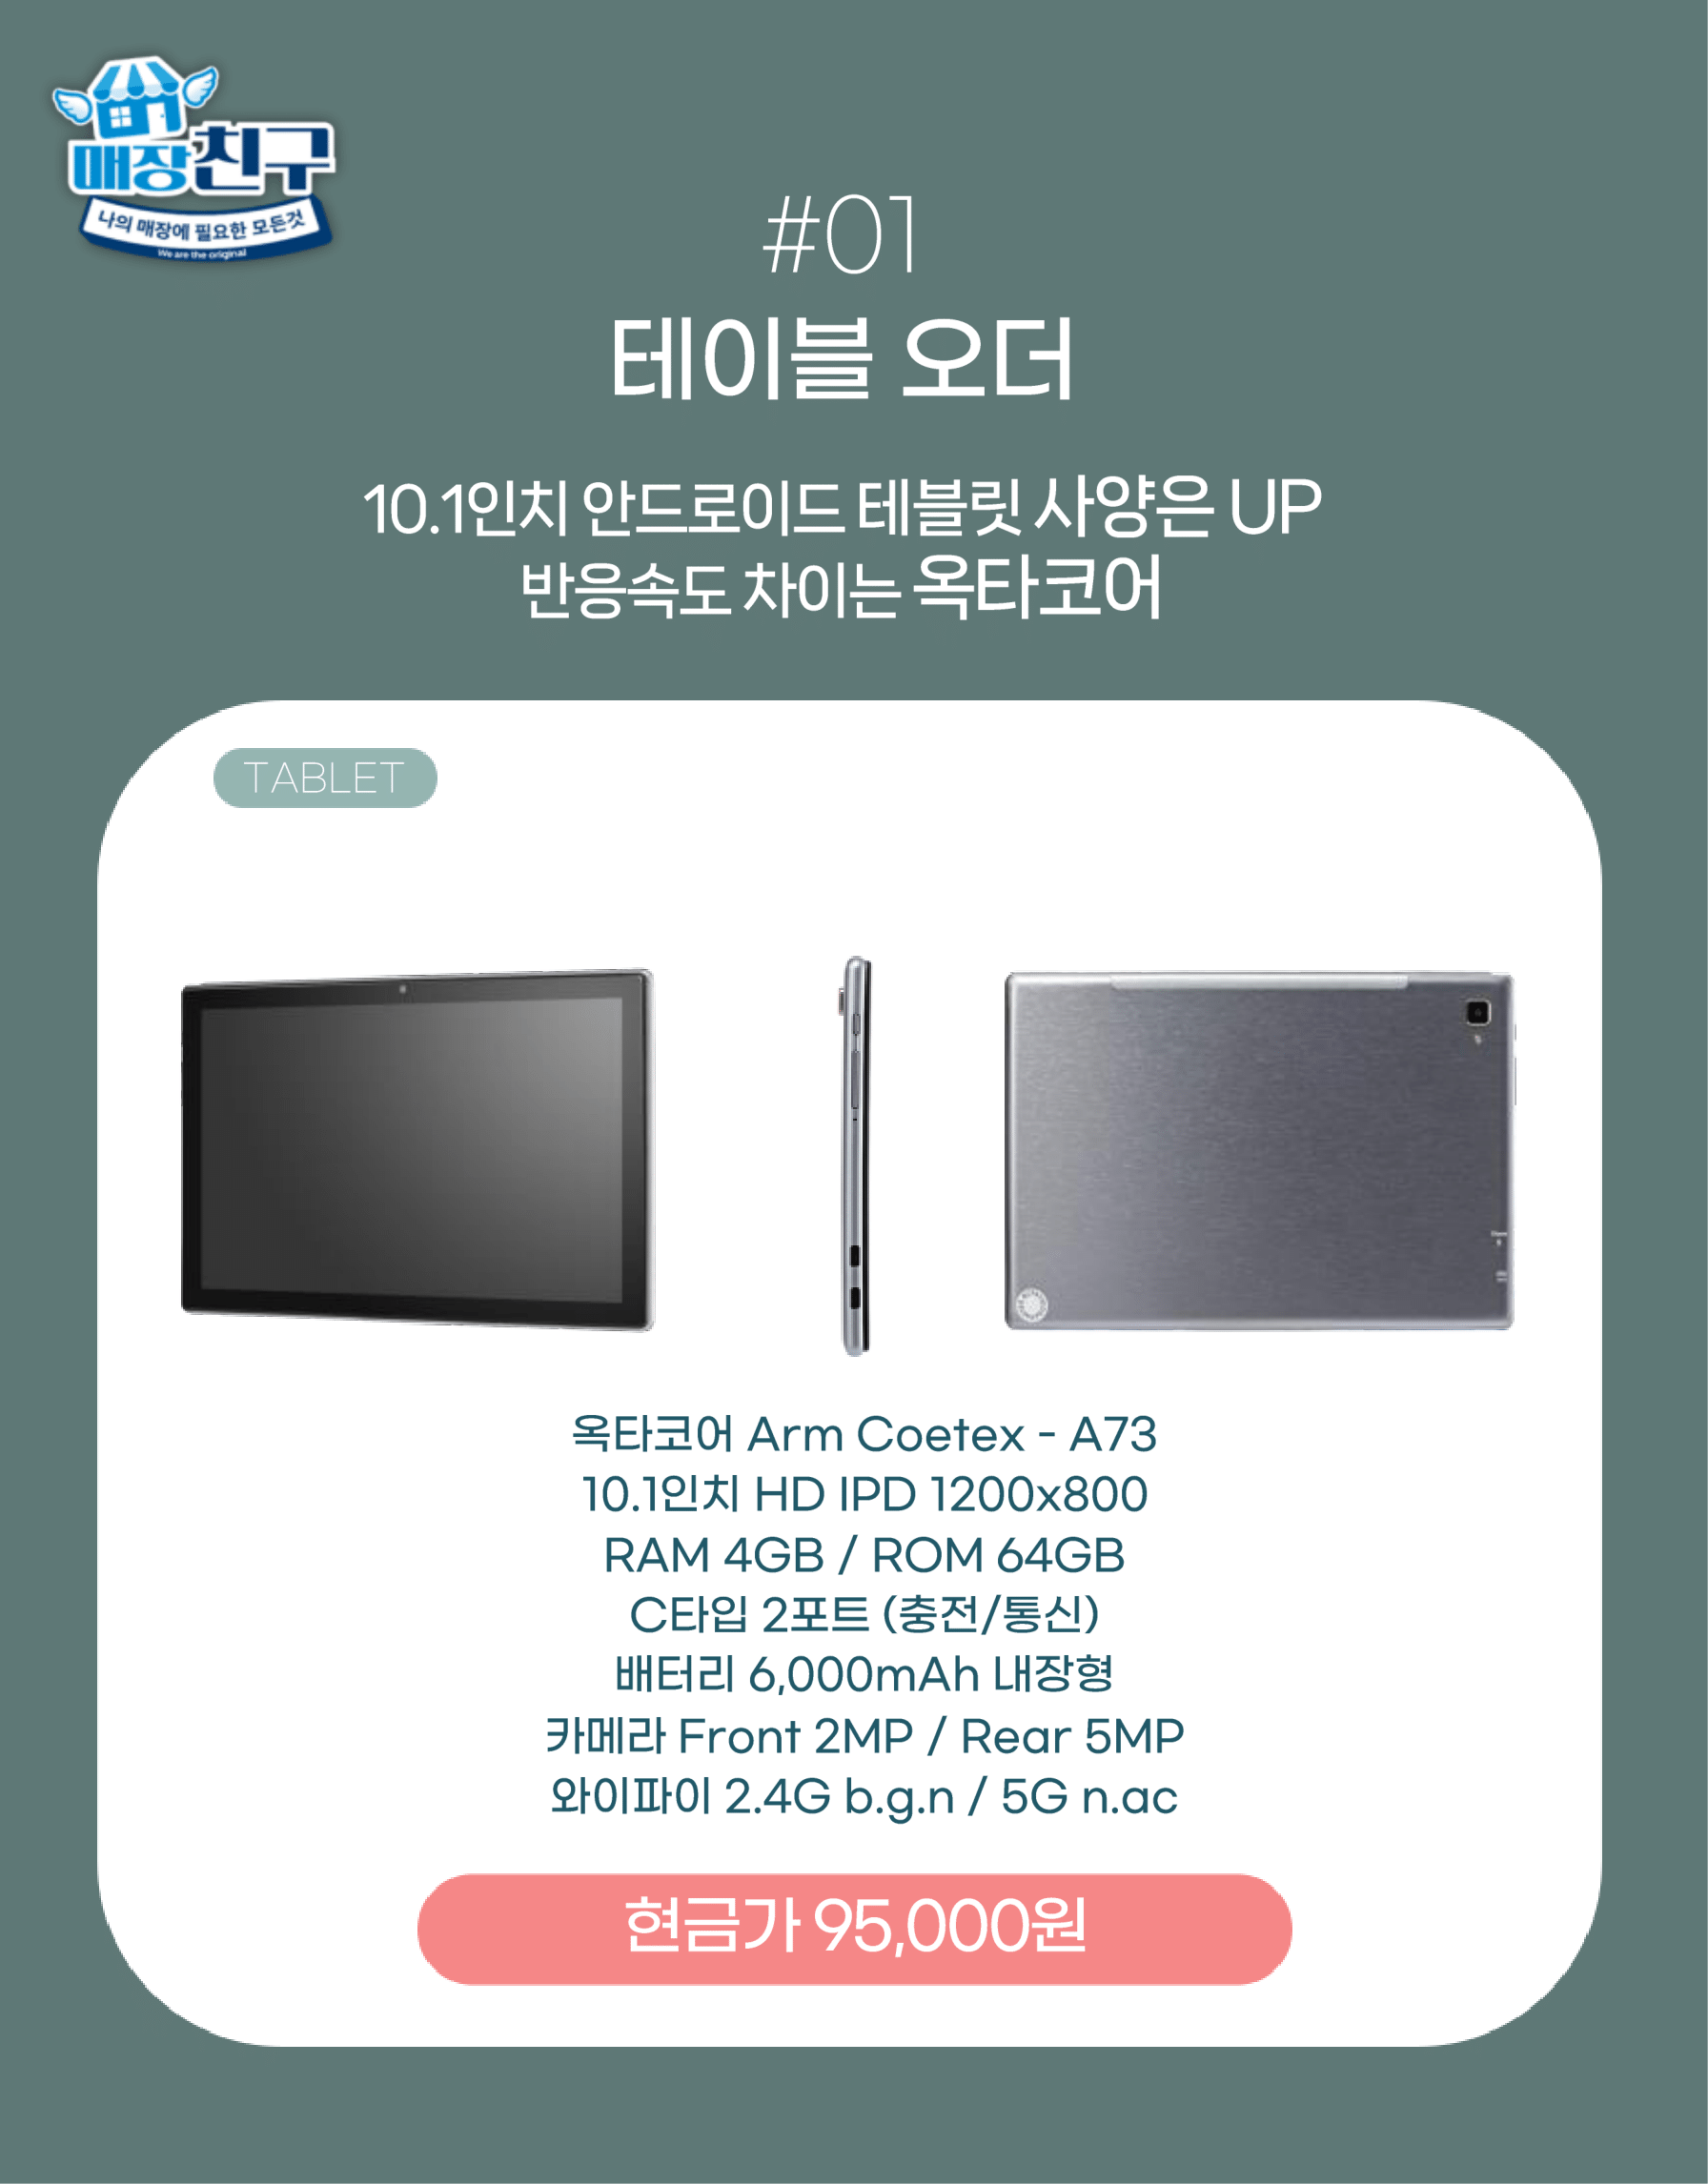 매장친구
나의 매장에 필요한 모든것
We are the original
#01
테이블 오더
10.1인치 안드로이드 테블릿 사양은 UP
반응속도 차이는 옥타코어
TABLET
옥타코어 Arm Coetex - A73
10.1인치 HD IPD 1200x800
RAM 4GB / ROM 64GB
C타입 2포트 (충전/통신)
배터리 6,000mAh 내장형
카메라 Front 2MP / Rear 5MP
와이파이 2.4G b.g.n / 5G n.ac
현금가 95,000원